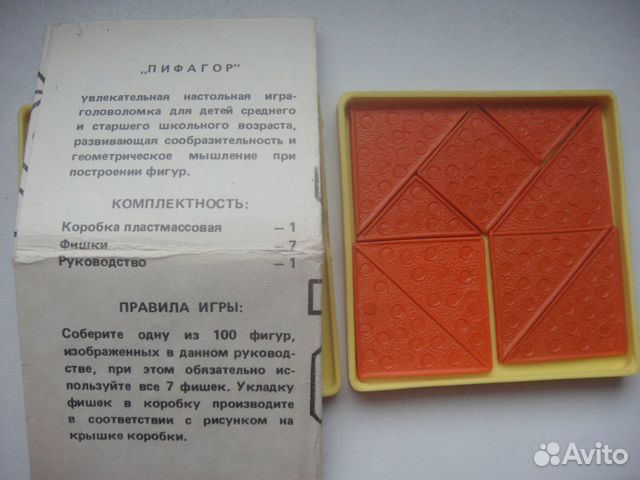 „ПИФАГОР"
увлекательная настольная игра-
головоломка для детей среднего
и старшего школьного возраста,
развивающая сообразительность и
геометрическое мышление при
построении фигур.
КОМПЛЕКТНОСТЬ:
Коробка пластмассовая – 1
Фишки – 7
Руководство – 1
ПРАВИЛА ИГРЫ:
Соберите одну из 100 фигур,
изображенных в данном руковод-
стве, при этом обязательно ис-
пользуйте все 7 фишек. Укладку
фишек в коробку производите
в соответствии с рисунком на
крышке коробки.
Avito